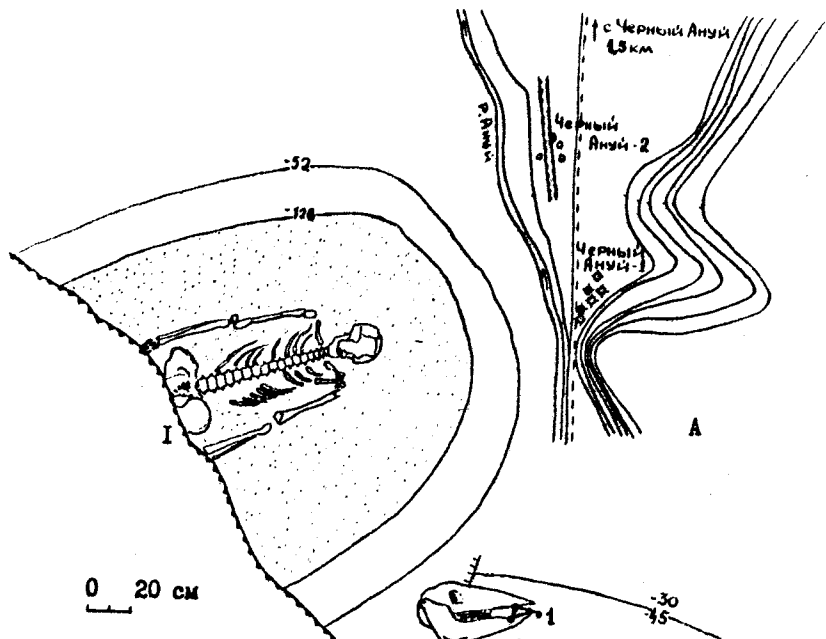 с Черный Ануй
1,5 км
р. Ануй
Черный
Ануй-2
Черный
Ануй-1
А
-52
-126
I
0 20 см
-30
-45
1